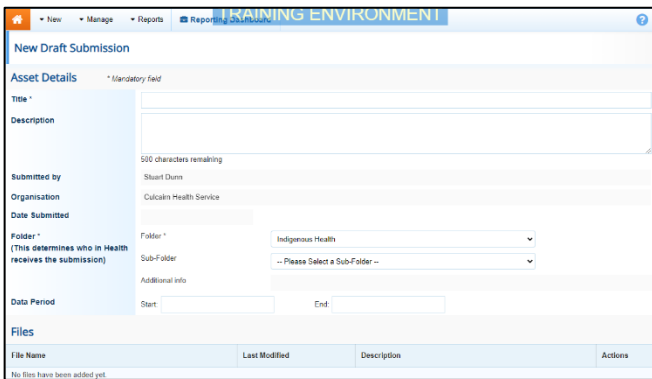 TRAINING ENVIRONMENT
New Manage Reports Reporting Dashboard ?
New Draft Submission
Asset Details * Mandatory field
Title *
Description
500 characters remaining
Submitted by Stuart Dunn
Organisation Culcairn Health Service
Date Submitted
Folder * Folder * Indigenous Health
(This determines who in Health
receives the submission) Sub-Folder -- Please Select a Sub-Folder --
Additional info
Data Period Start: End:
Files
File Name Last Modified Description Actions
No files have been added yet.